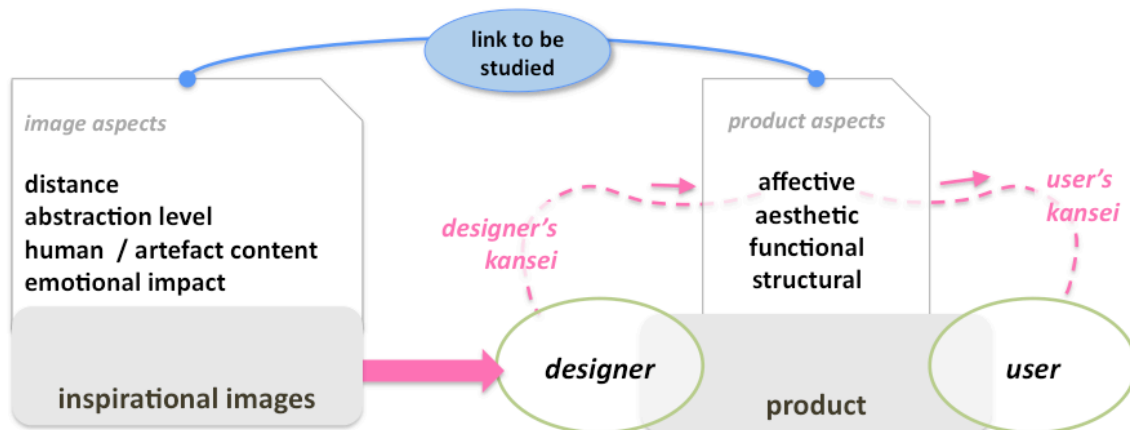 link to be
studied
image aspects
distance
abstraction level
human / artefact content
emotional impact
inspirational images
product aspects
affective
aesthetic
functional
structural
designer's
kansei
user's
kansei
designer
product
user